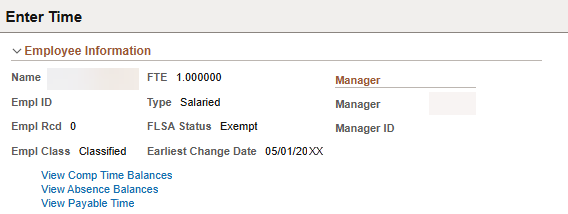 Enter Time
Employee Information
Name FTE 1.000000 Manager
Empl ID Type Salaried Manager
Empl Rcd 0 FLSA Status Exempt Manager ID
Empl Class Classified Earliest Change Date 05/01/20XX
View Comp Time Balances
View Absence Balances
View Payable Time